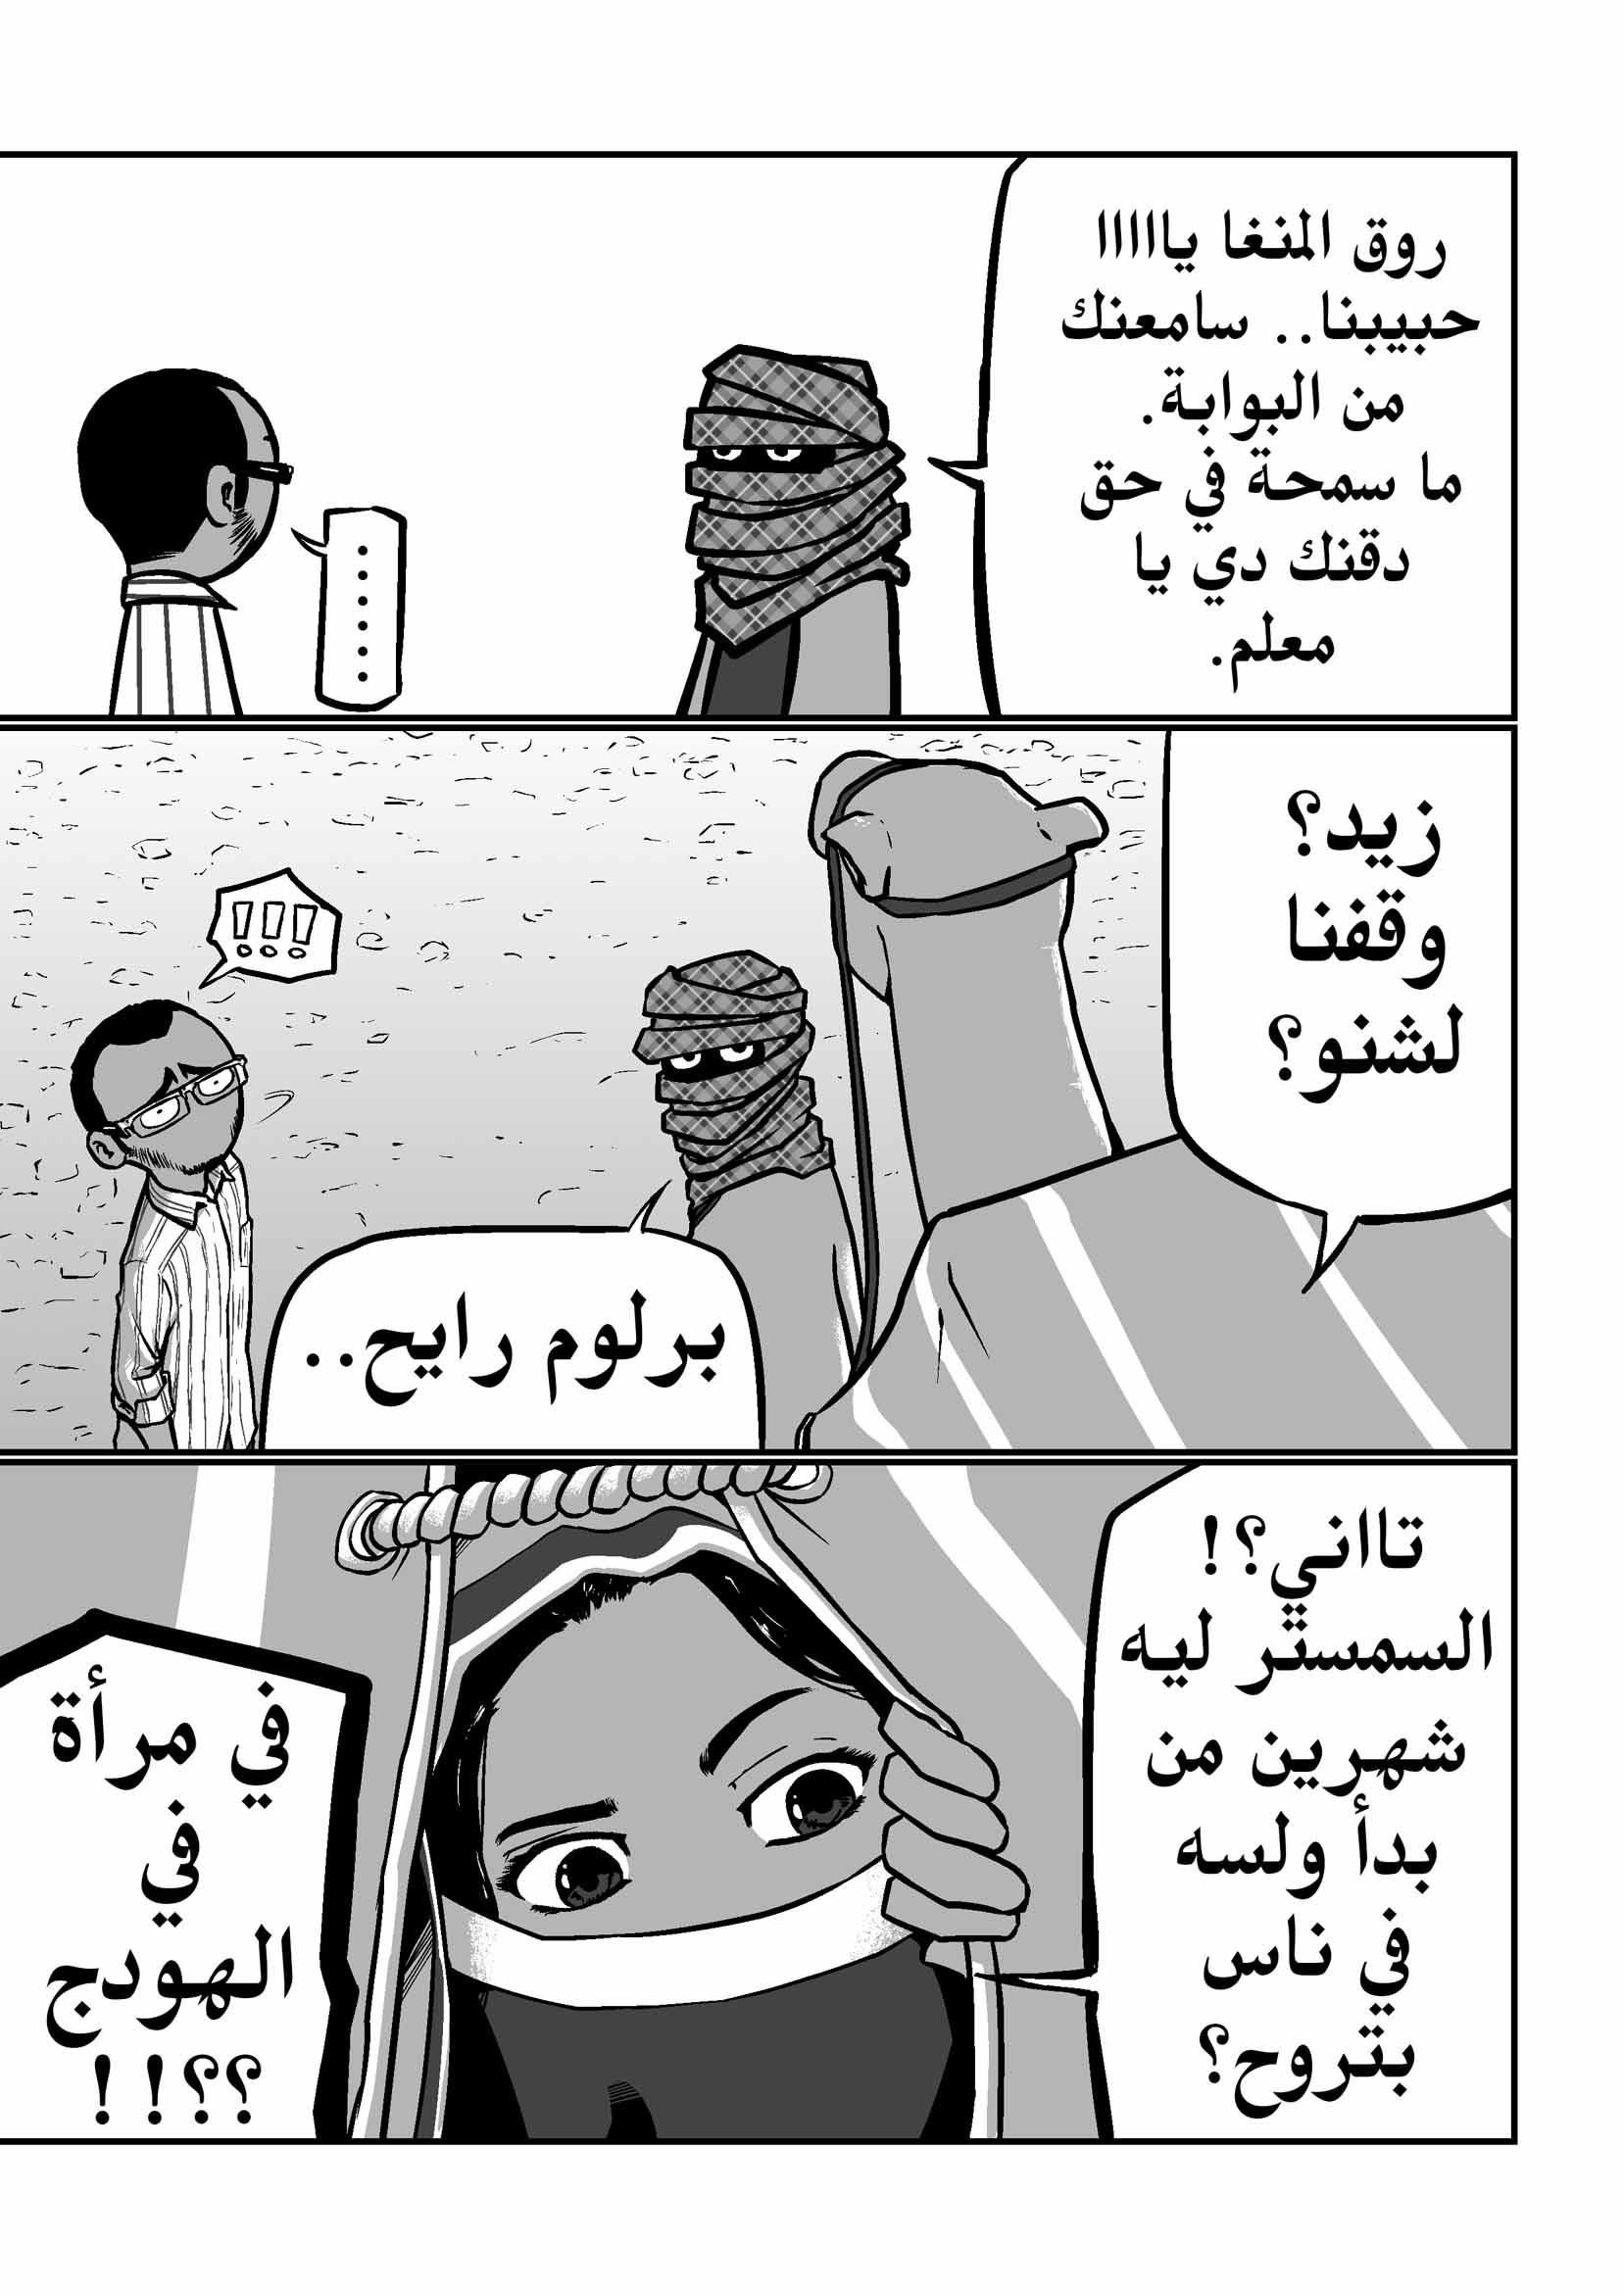 روق المنغا يااااا
حبيبنا.. سامعنك
من البوابة.
ما سمحة في حق
دقنك دي يا
معلم.
......
زيد؟
وقفنا
لشنو؟
برلوم رايح..
!!!
تااني؟!
السمستر ليه
شهرين من
بدأ ولسه
في ناس
بتروح؟
في مرأة
في
الهودج
؟؟!!